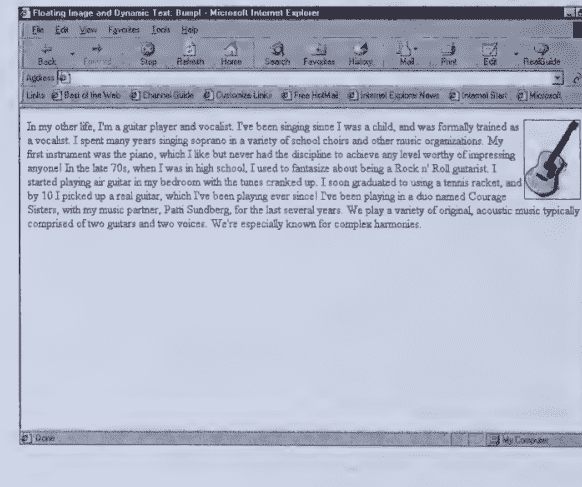 Floating Image and Dynamic Text: Bump! - Microsoft Internet Explorer
File Edit View Favorites Tools Help
Back Forward Stop Refresh Home Search Favorites History Mail Print Edit RealGuide
Address
Links Best of the Web Channel Guide Customize Links Free HotMail Internet Explorer News Internet Start Microsoft
In my other life, I'm a guitar player and vocalist. I've been singing since I was a child, and was formally trained as
a vocalist. I spent many years singing soprano in a variety of school choirs and other music organizations. My
first instrument was the piano, which I like but never had the discipline to achieve any level worthy of impressing
anyone! In the late 70s, when I was in high school, I used to fantasize about being a Rock n' Roll guitarist. I
started playing air guitar in my bedroom with the tunes cranked up. I soon graduated to using a tennis racket, and
by 10 I picked up a real guitar, which I've been playing ever since! I've been playing in a duo named Courage
Sisters, with my music partner, Patti Sundberg, for the last several years. We play a variety of original, acoustic music typically
comprised of two guitars and two voices. We're especially known for complex harmonies.
Done My Computer